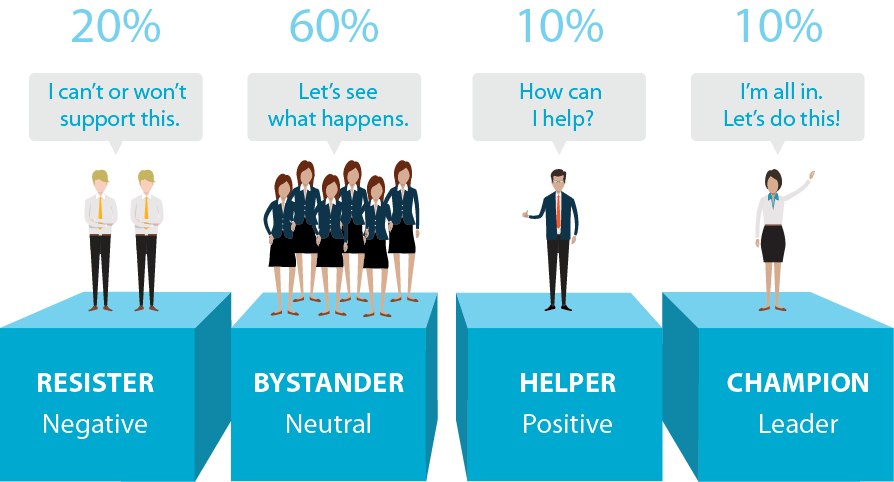 20%
60%
10%
10%
I can’t or won’t
support this.
Let’s see
what happens.
How can
I help?
I’m all in.
Let’s do this!
RESISTER
Negative
BYSTANDER
Neutral
HELPER
Positive
CHAMPION
Leader